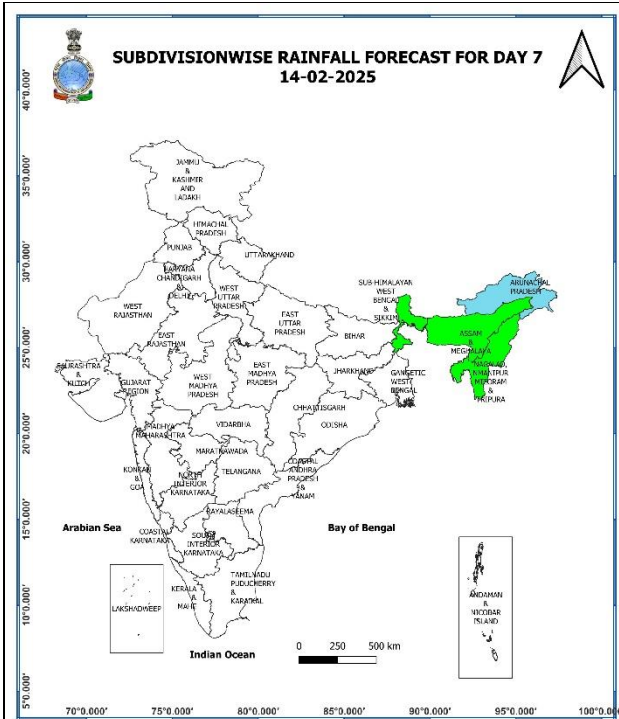 SUBDIVISIONWISE RAINFALL FORECAST FOR DAY 7
14-02-2025
40°0.000'
35°0.000'
30°0.000'
25°0.000'
20°0.000'
15°0.000'
10°0.000'
5°0.000'
JAMMU
&
KASHMIR
AND
LADAKH
HIMACHAL
PRADESH
PUNJAB
UTTARAKHAND
HARYANA
CHANDIGARH
&
DELHI
WEST
UTTAR
PRADESH
WEST
RAJASTHAN
EAST
RAJASTHAN
EAST
UTTAR
PRADESH
SUB-HIMALAYAN
WEST
BENGAL
&
SIKKIM
ARUNACHAL
PRADESH
ASSAM
&
MEGHALAYA
BIHAR
NAGALAND
MANIPUR
MIZORAM
&
TRIPURA
SAURASHTRA
&
KUTCH
GUJARAT
REGION
WEST
MADHYA
PRADESH
EAST
MADHYA
PRADESH
JHARKHAND
GANGETIC
WEST
BENGAL
CHHATTISGARH
ODISHA
VIDARBHA
MADHYA
MAHARASHTRA
MARATHWADA
KONKAN
&
GOA
NORTH
INTERIOR
KARNATAKA
TELANGANA
COASTAL
ANDHRA
PRADESH
&
YANAM
RAYALASEEMA
Arabian Sea
Bay of Bengal
COASTAL
KARNATAKA
SOUTH
INTERIOR
KARNATAKA
TAMILNADU
PUDUCHERRY
&
KARAIKAL
KERALA
&
MAHE
LAKSHADWEEP
ANDAMAN
&
NICOBAR
ISLAND
Indian Ocean
0 250 500 km
70°0.000' 75°0.000' 80°0.000' 85°0.000' 90°0.000' 95°0.000' 100°0.000'